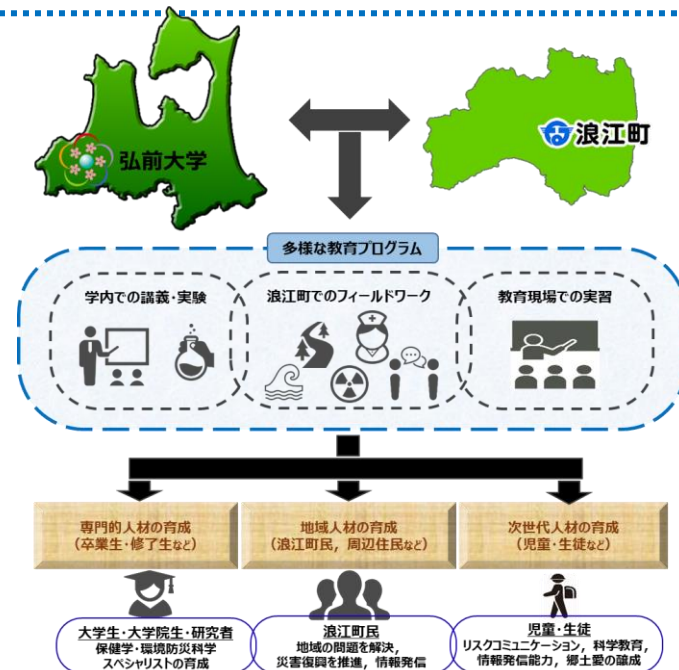 弘前大学
浪江町
多様な教育プログラム
学内での講義・実験
浪江町でのフィールドワーク
教育現場での実習
専門的人材の育成
（卒業生・修了生など）
地域人材の育成
（浪江町民，周辺住民など）
次世代人材の育成
（児童・生徒など）
大学生・大学院生・研究者
保健学・環境防災科学
スペシャリストの育成
浪江町民
地域の問題を解決，
災害復興を推進，情報発信
児童・生徒
リスクコミュニケーション，科学教育，
情報発信能力，郷土愛の醸成